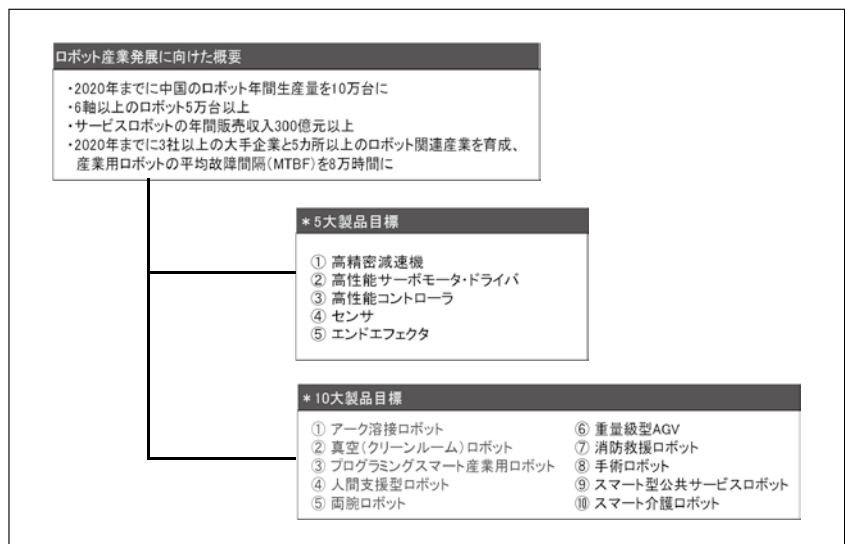 ロボット産業発展に向けた概要
・2020年までに中国のロボット年間生産量を10万台に
・6軸以上のロボット5万台以上
・サービスロボットの年間販売収入300億元以上
・2020年までに3社以上の大手企業と5カ所以上のロボット関連産業を育成、
産業用ロボットの平均故障間隔(MTBF)を8万時間に
＊5大製品目標
① 高精密減速機
② 高性能サーボモータ・ドライバ
③ 高性能コントローラ
④ センサ
⑤ エンドエフェクタ
＊10大製品目標
① アーク溶接ロボット
② 真空(クリーンルーム)ロボット
③ プログラミングスマート産業用ロボット
④ 人間支援型ロボット
⑤ 両腕ロボット
⑥ 重量級型AGV
⑦ 消防救援ロボット
⑧ 手術ロボット
⑨ スマート型公共サービスロボット
⑩ スマート介護ロボット